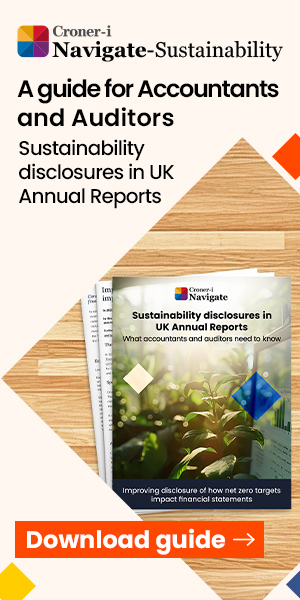 Croner-i
Navigate-Sustainability
A guide for Accountants
and Auditors
Sustainability
disclosures in UK
Annual Reports
Croner-i
Navigate
Sustainability disclosures in
UK Annual Reports
What accountants and auditors need to know
Improving disclosure of how net zero targets
impact financial statements
Download guide →